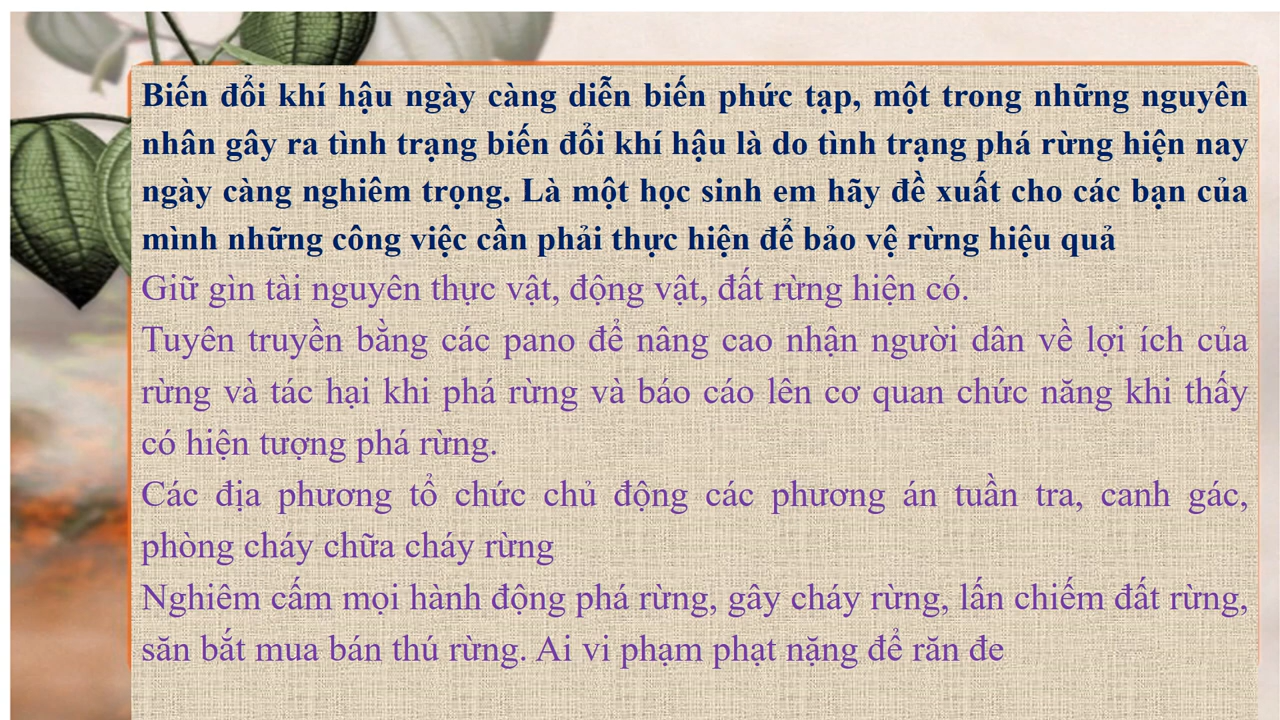 Biến đổi khí hậu ngày càng diễn biến phức tạp, một trong những nguyên
nhân gây ra tình trạng biến đổi khí hậu là do tình trạng phá rừng hiện nay
ngày càng nghiêm trọng. Là một học sinh em hãy đề xuất cho các bạn của
mình những công việc cần phải thực hiện để bảo vệ rừng hiệu quả
Giữ gìn tài nguyên thực vật, động vật, đất rừng hiện có.
Tuyên truyền bằng các pano để nâng cao nhận người dân về lợi ích của
rừng và tác hại khi phá rừng và báo cáo lên cơ quan chức năng khi thấy
có hiện tượng phá rừng.
Các địa phương tổ chức chủ động các phương án tuần tra, canh gác,
phòng cháy chữa cháy rừng
Nghiêm cấm mọi hành động phá rừng, gây cháy rừng, lấn chiếm đất rừng,
săn bắt mua bán thú rừng. Ai vi phạm phạt nặng để răn đe